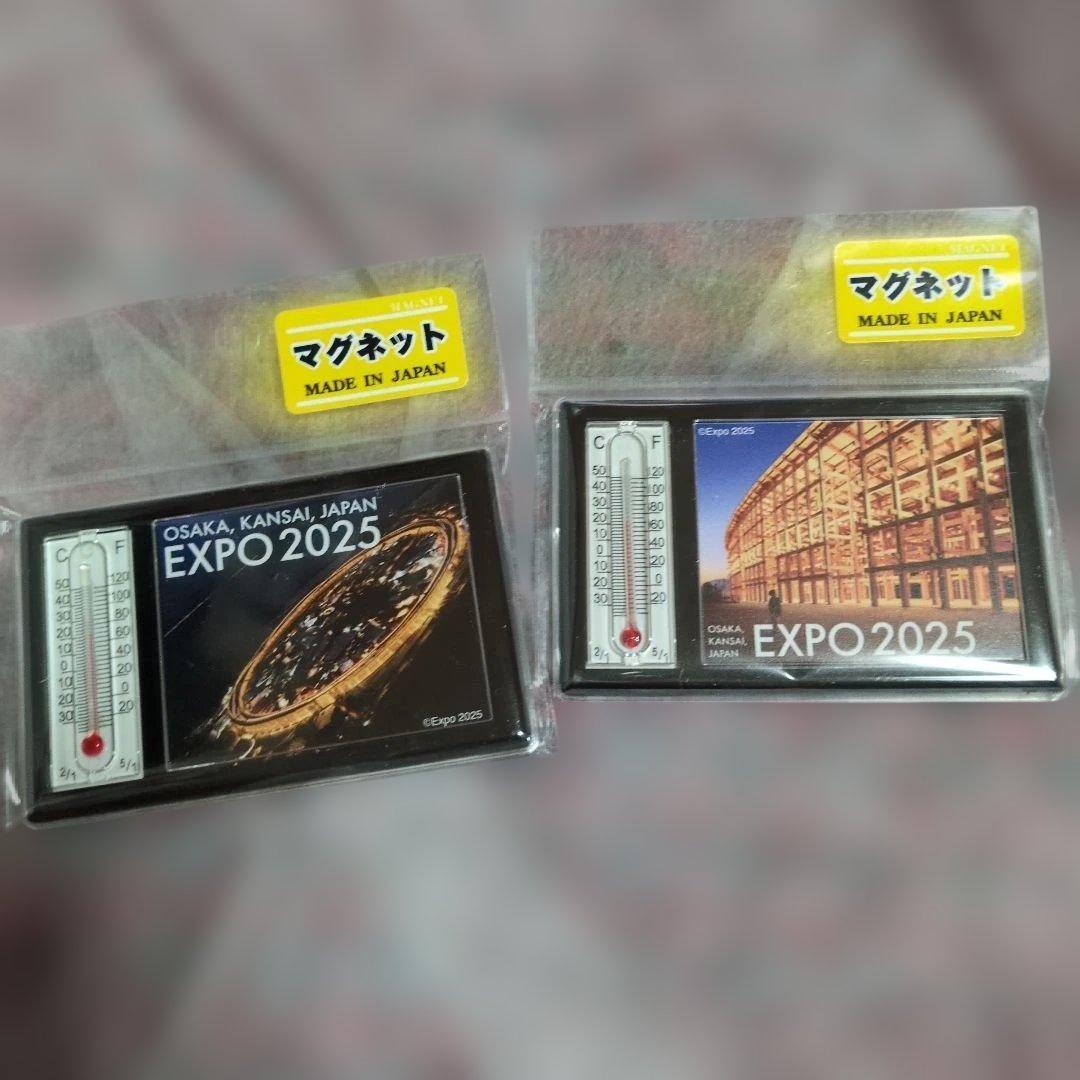 MAGNET
マグネット
MADE IN JAPAN
OSAKA, KANSAI, JAPAN
EXPO 2025
C F
50 120
40 100
30 80
20 60
10 40
0 20
10 0
20 20
30
2/1 5/1
©Expo 2025
MAGNET
マグネット
MADE IN JAPAN
©Expo 2025
C F
50 120
40 100
30 80
20 60
10 40
0 20
10 0
20 20
30
2/1 5/1
OSAKA,
KANSAI,
JAPAN
EXPO 2025